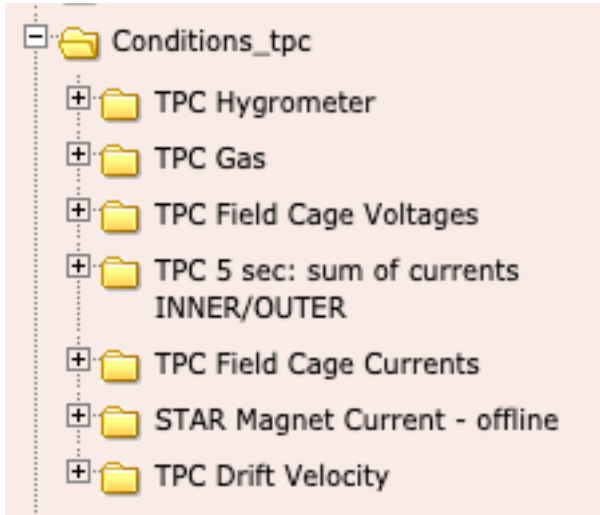 Conditions_tpc
TPC Hygrometer
TPC Gas
TPC Field Cage Voltages
TPC 5 sec: sum of currents
INNER/OUTER
TPC Field Cage Currents
STAR Magnet Current - offline
TPC Drift Velocity